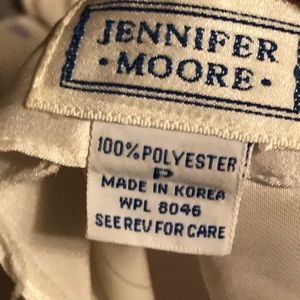 JENNIFER
· MOORE ·
100% POLYESTER
P
MADE IN KOREA
WPL 8046
SEE REV FOR CARE